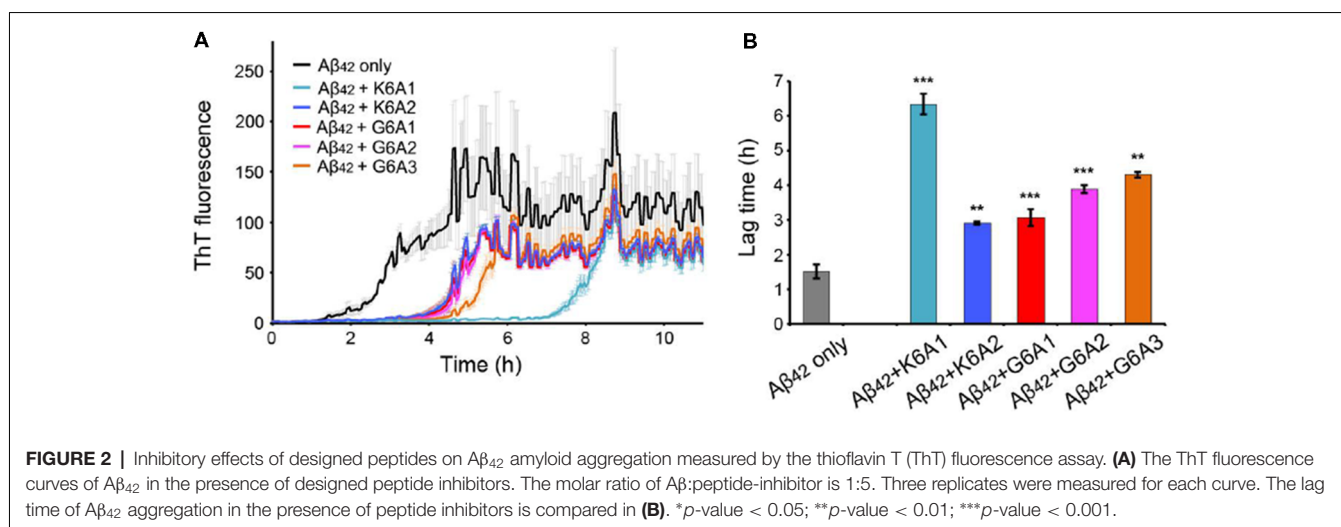 A
ThT fluorescence
250
200
150
100
50
0
Aβ42 only
Aβ42 + K6A1
Aβ42 + K6A2
Aβ42 + G6A1
Aβ42 + G6A2
Aβ42 + G6A3
0 2 4 6 8 10
Time (h)
B
Lag time (h)
7
6
5
4
3
2
1
0
***
**
***
***
**
Aβ42 only
Aβ42+K6A1
Aβ42+K6A2
Aβ42+G6A1
Aβ42+G6A2
Aβ42+G6A3
FIGURE 2 | Inhibitory effects of designed peptides on Aβ42 amyloid aggregation measured by the thioflavin T (ThT) fluorescence assay. (A) The ThT fluorescence
curves of Aβ42 in the presence of designed peptide inhibitors. The molar ratio of Aβ:peptide-inhibitor is 1:5. Three replicates were measured for each curve. The lag
time of Aβ42 aggregation in the presence of peptide inhibitors is compared in (B). *p-value < 0.05; **p-value < 0.01; ***p-value < 0.001.